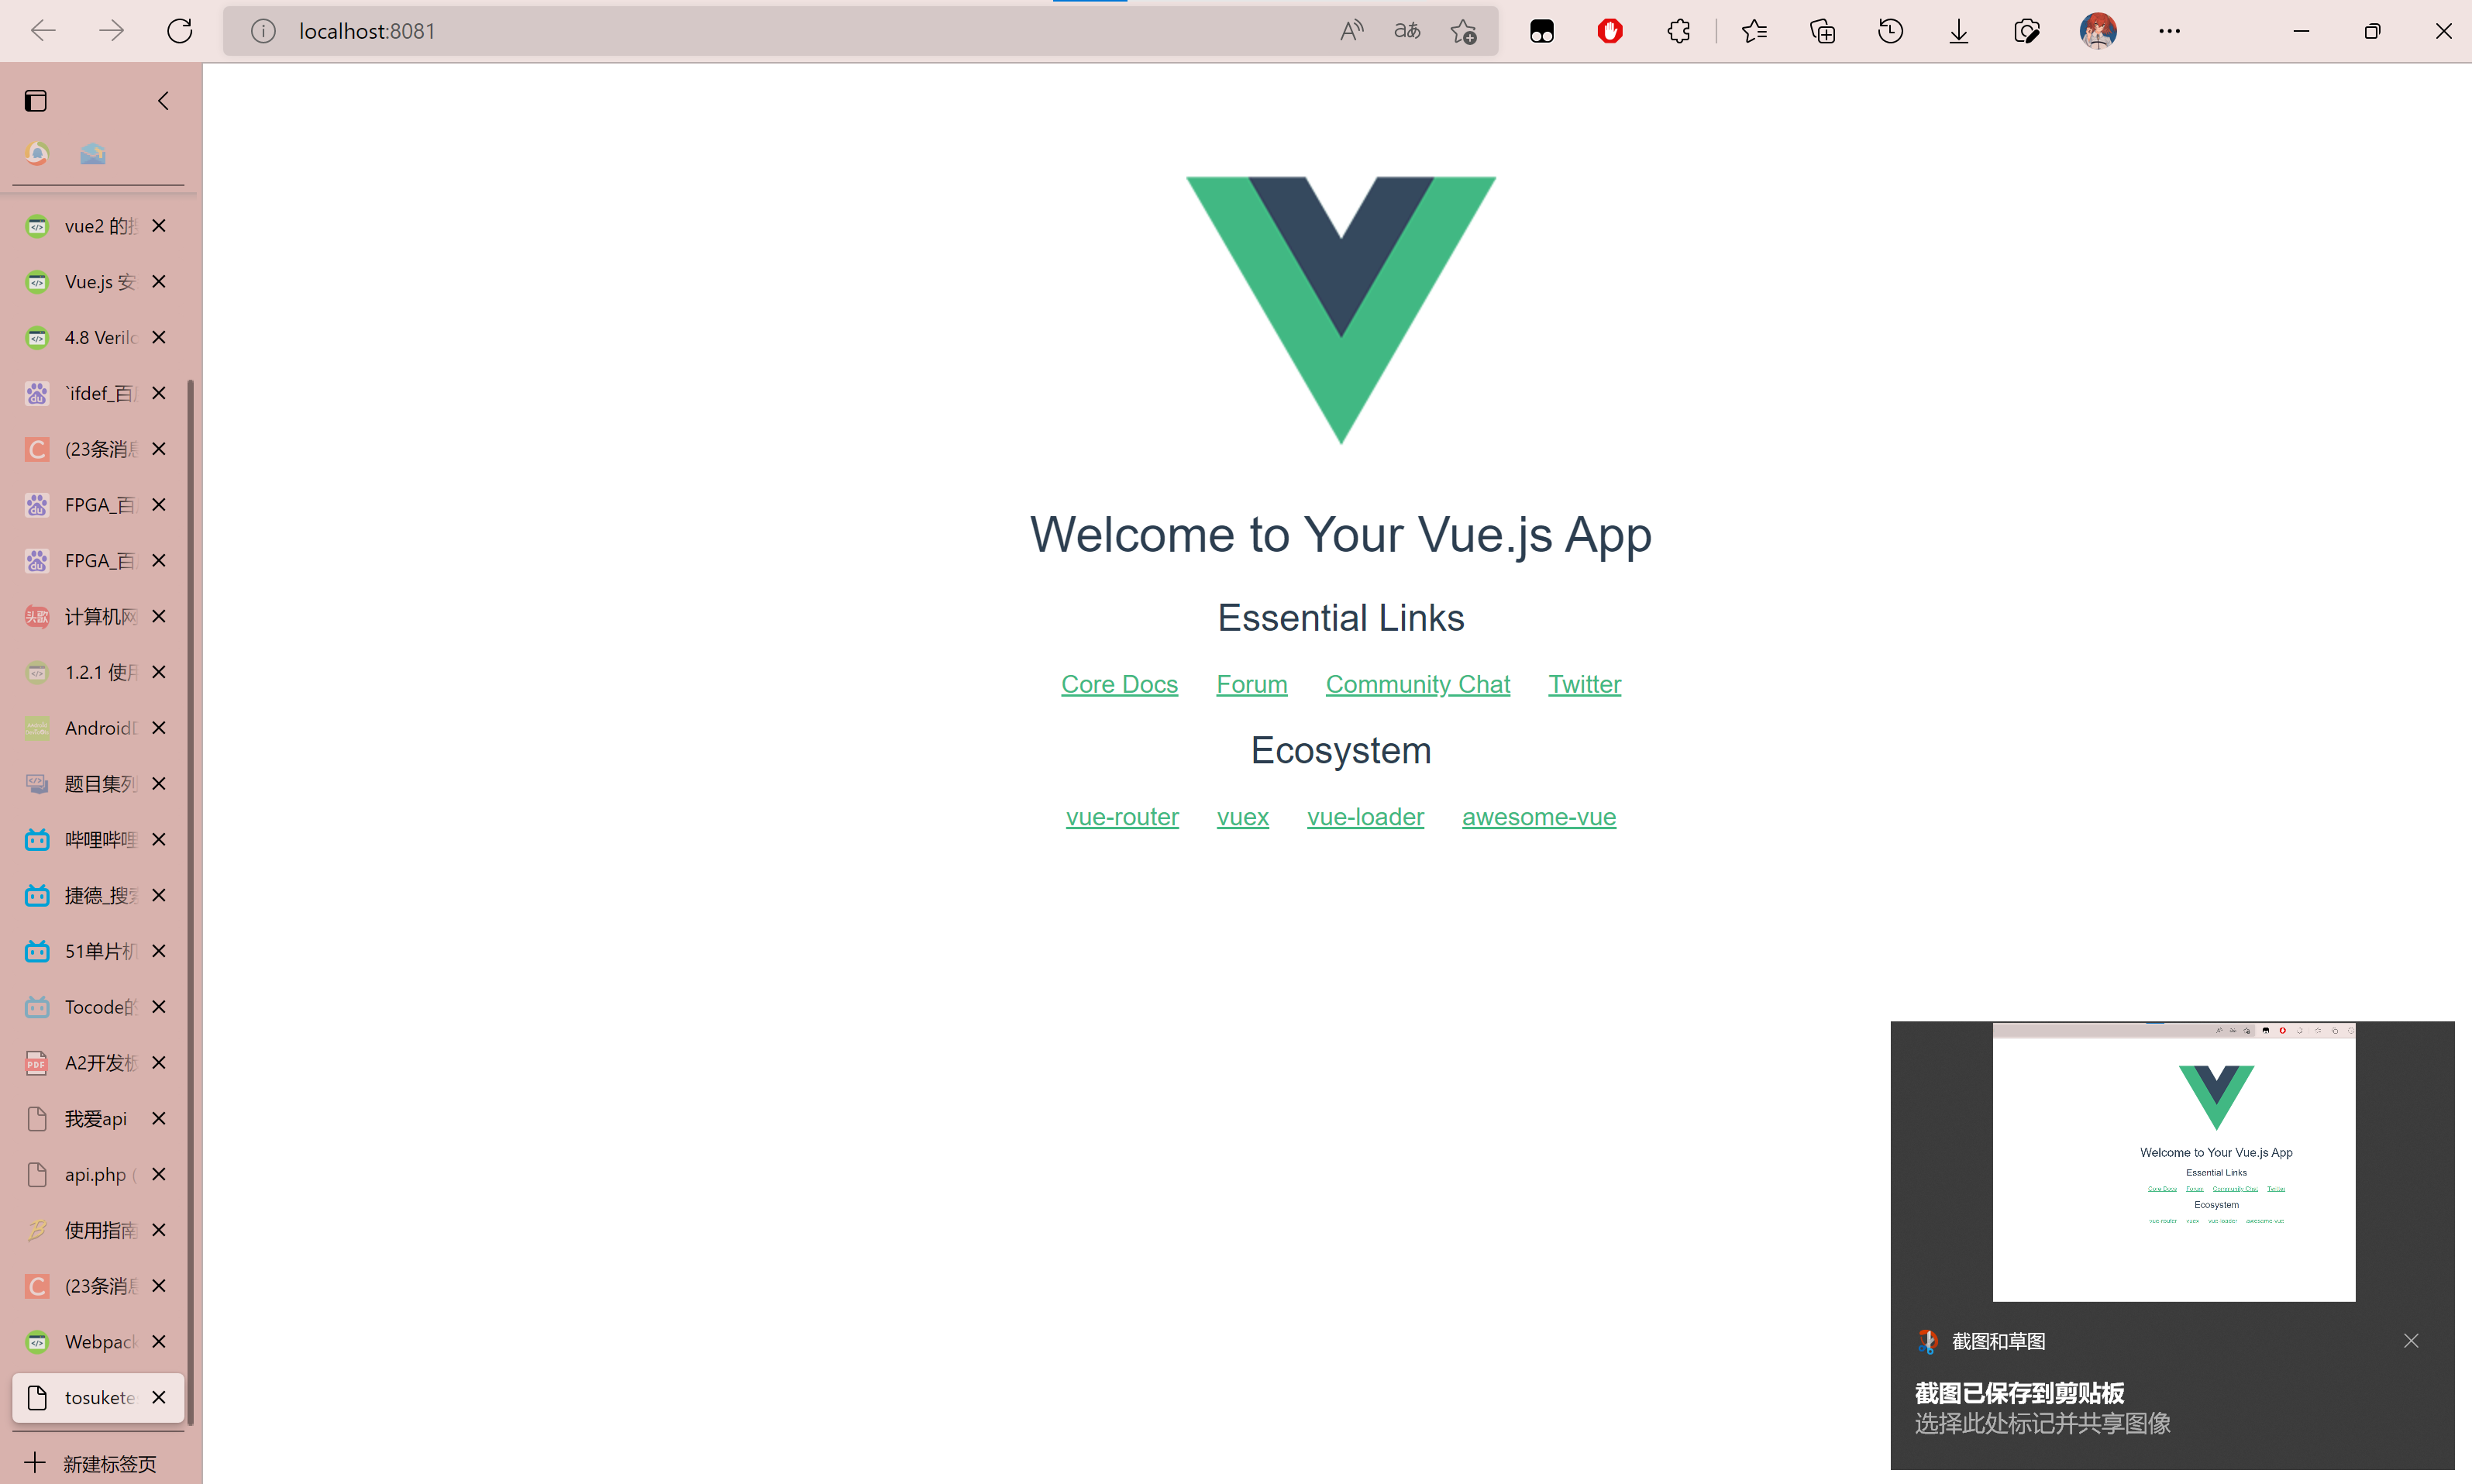 localhost:8081
vue2 的
Vue.js 安
4.8 Verilo
`ifdef_百
(23条消息
FPGA_百
FPGA_百
计算机网
1.2.1 使用
AndroidD
题目集列
哔哩哔哩
捷德_搜索
51单片机
Tocode的
A2开发板
我爱api
api.php (
使用指南
(23条消息
Webpack
tosukete
新建标签页
Welcome to Your Vue.js App
Essential Links
Core Docs Forum Community Chat Twitter
Ecosystem
vue-router vuex vue-loader awesome-vue
Welcome to Your Vue.js App
Essential Links
Core Docs Forum Community Chat Twitter
Ecosystem
vue-router vuex vue-loader awesome-vue
截图和草图
截图已保存到剪贴板
选择此处标记并共享图像